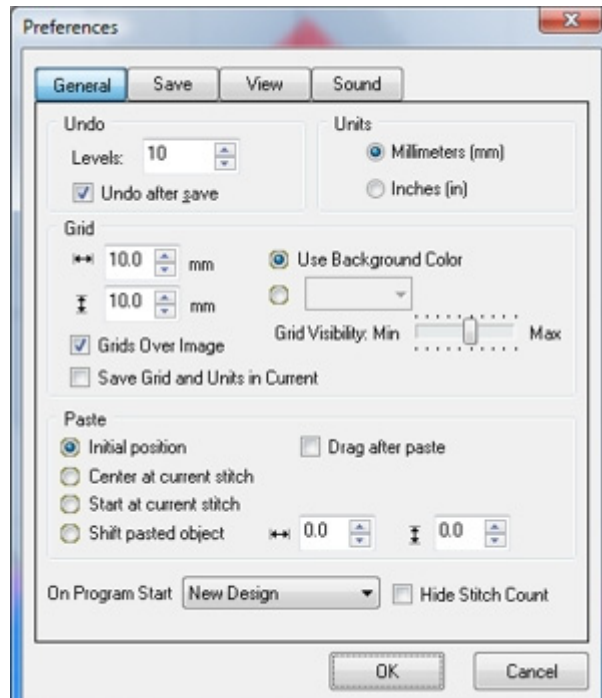 Preferences
General Save View Sound
Undo
Levels: 10
Undo after save
Units
Millimeters (mm)
Inches (in)
Grid
10.0 mm
10.0 mm
Use Background Color
Grid Visibility: Min Max
Grids Over Image
Save Grid and Units in Current
Paste
Initial position
Drag after paste
Center at current stitch
Start at current stitch
Shift pasted object 0.0 0.0
On Program Start New Design Hide Stitch Count
OK Cancel